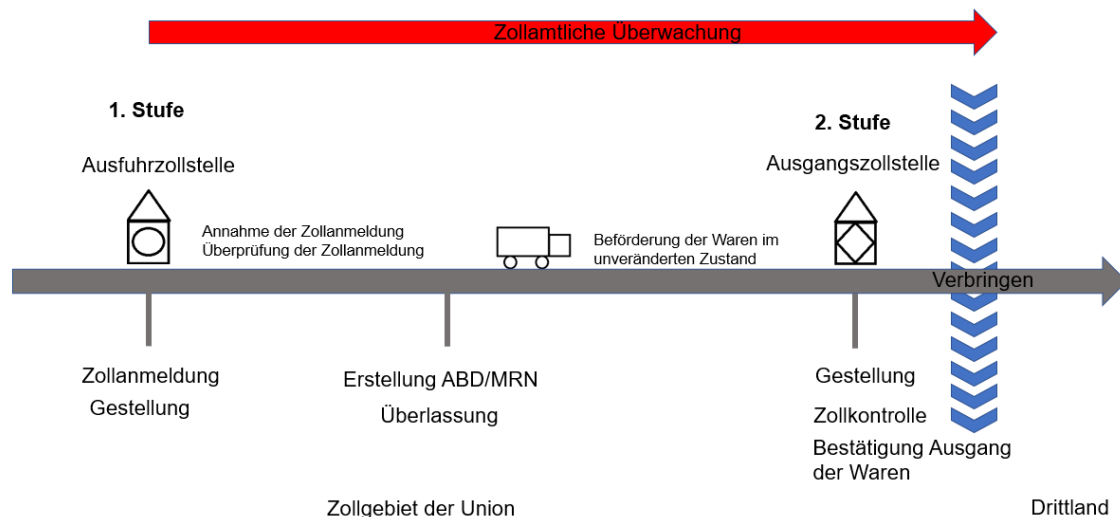 Zollamtliche Überwachung
1. Stufe
2. Stufe
Ausfuhrzollstelle
Ausgangszollstelle
Annahme der Zollanmeldung
Überprüfung der Zollanmeldung
Beförderung der Waren im
unveränderten Zustand
Verbringen
Zollanmeldung
Gestellung
Erstellung ABD/MRN
Überlassung
Gestellung
Zollkontrolle
Bestätigung Ausgang
der Waren
Zollgebiet der Union
Drittland